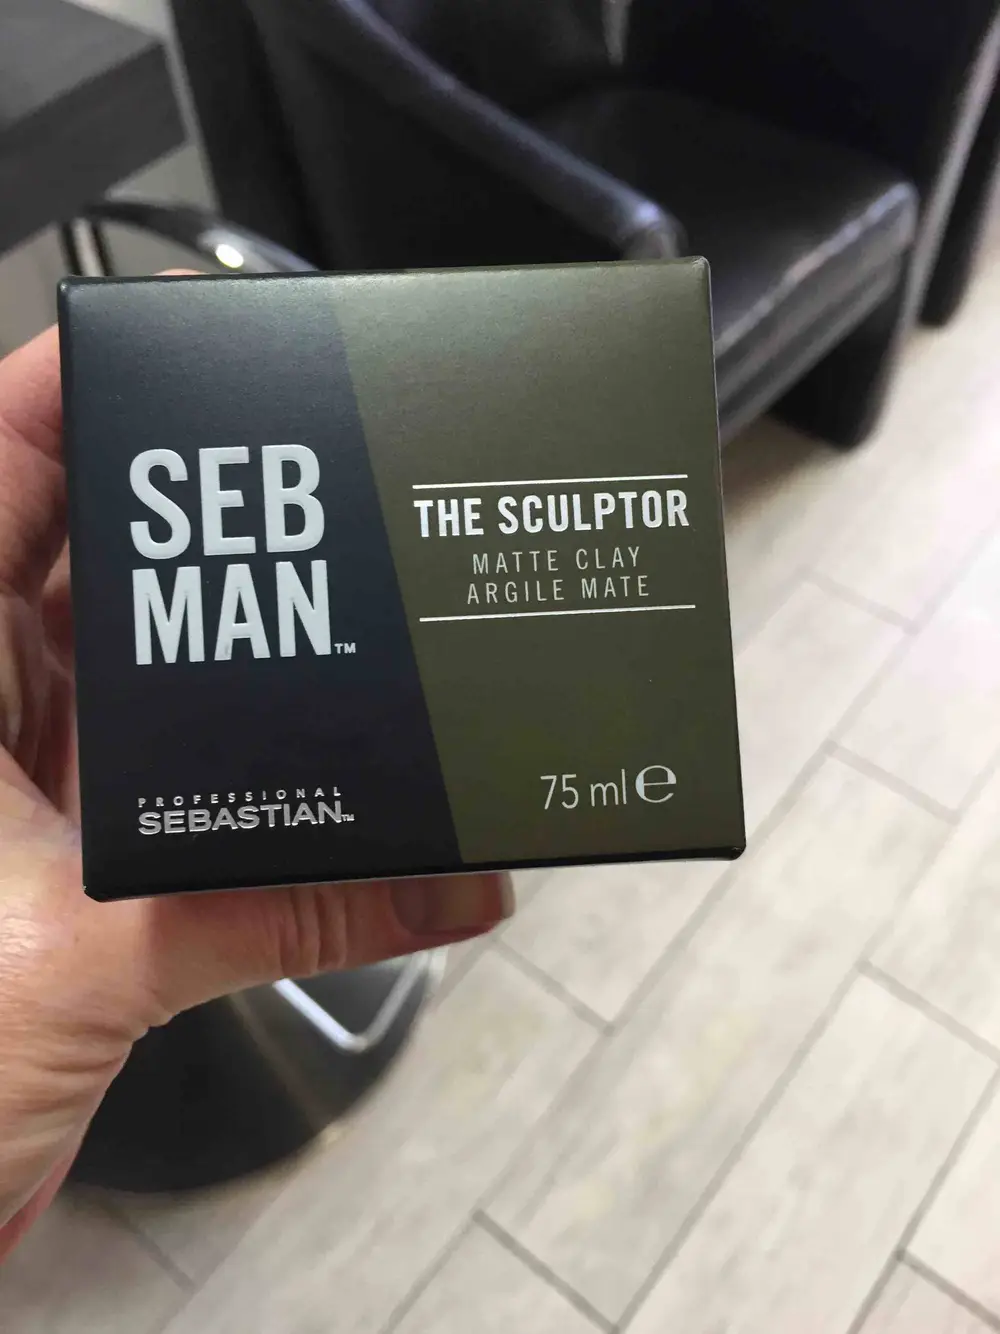 SEB
MAN™
PROFESSIONAL
SEBASTIAN™
THE SCULPTOR
MATTE CLAY
ARGILE MATE
75 ml ℮